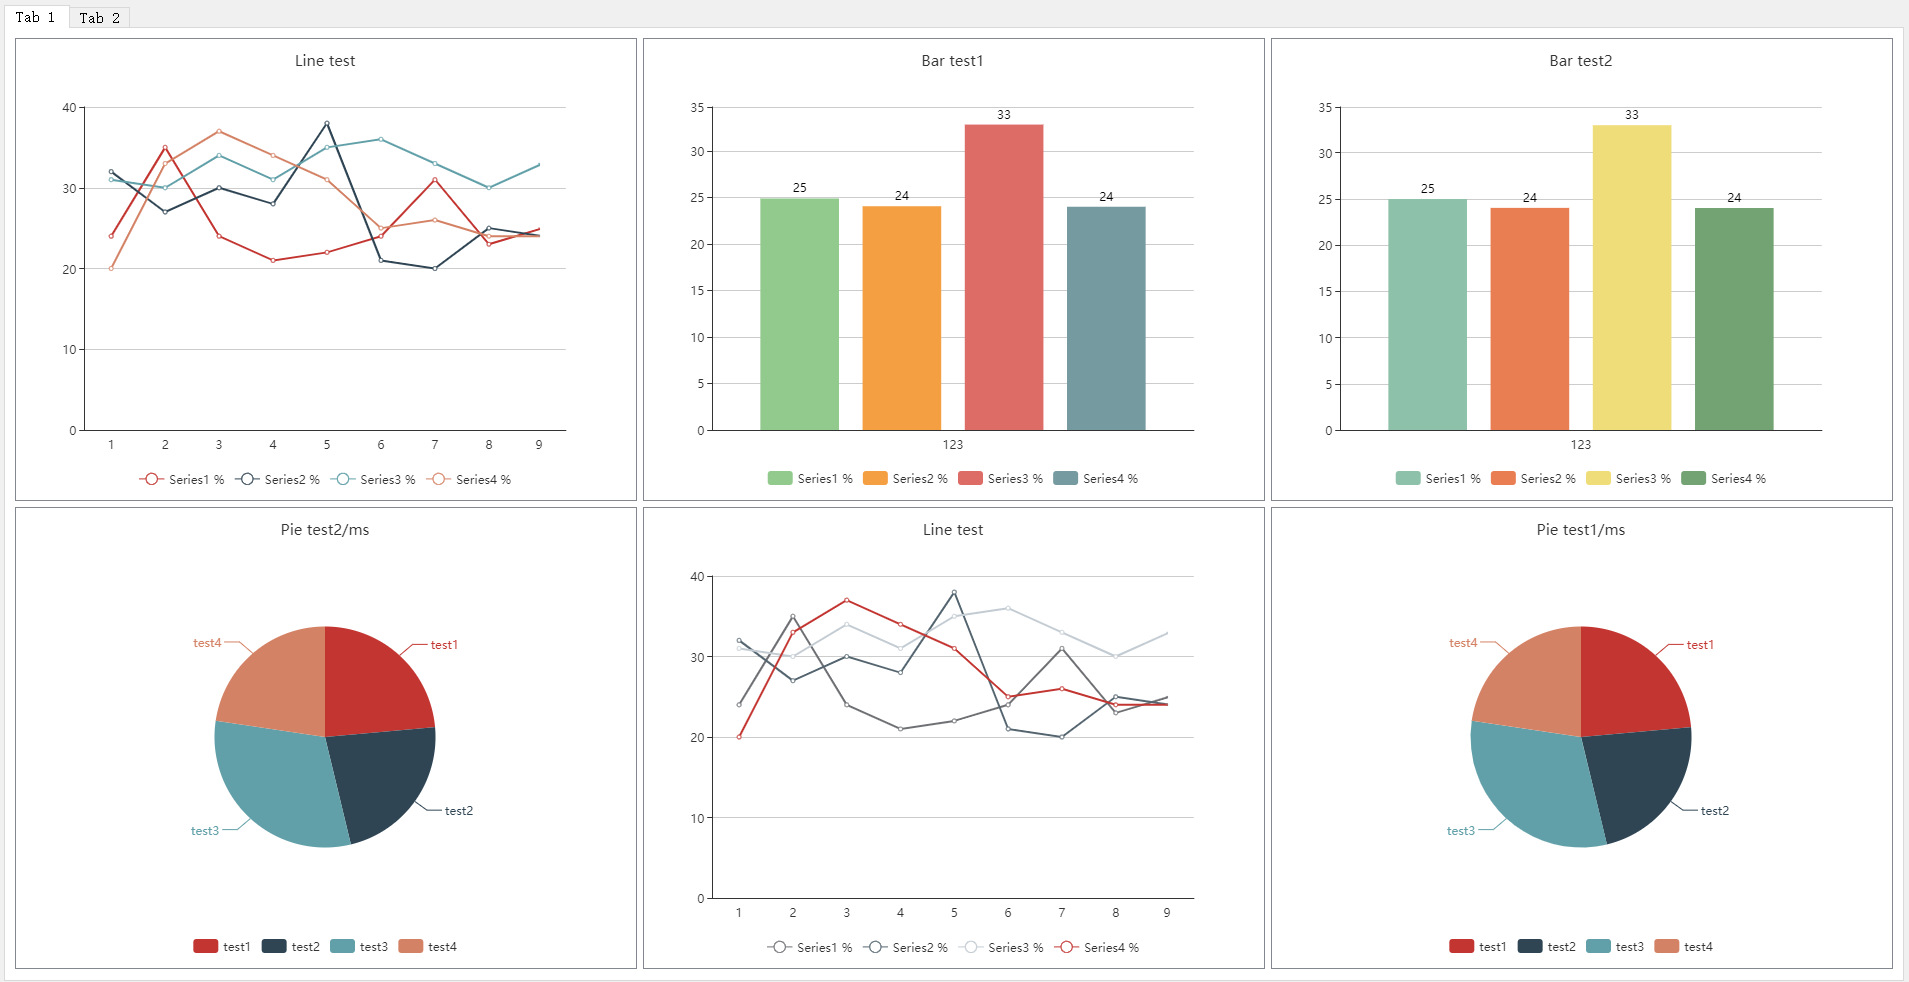 Tab 1 Tab 2
Line test
40
30
20
10
0
1 2 3 4 5 6 7 8 9
Series1 % Series2 % Series3 % Series4 %
Bar test1
35
30
25
20
15
10
5
0
25 24 33 24
123
Series1 % Series2 % Series3 % Series4 %
Bar test2
35
30
25
20
15
10
5
0
25 24 33 24
123
Series1 % Series2 % Series3 % Series4 %
Pie test2/ms
test4 test1
test3 test2
test1 test2 test3 test4
Line test
40
30
20
10
0
1 2 3 4 5 6 7 8 9
Series1 % Series2 % Series3 % Series4 %
Pie test1/ms
test4 test1
test3 test2
test1 test2 test3 test4